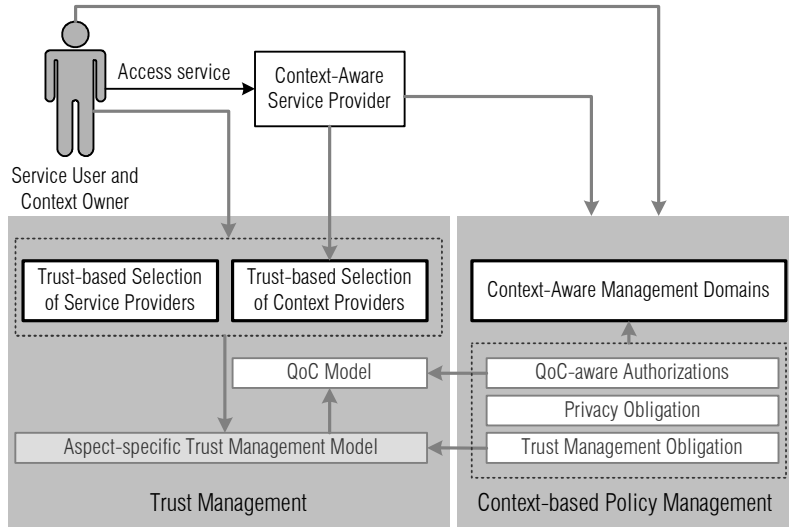 Access service
Context-Aware
Service Provider
Service User and
Context Owner
Trust-based Selection
of Service Providers
Trust-based Selection
of Context Providers
Context-Aware Management Domains
QoC Model
QoC-aware Authorizations
Privacy Obligation
Aspect-specific Trust Management Model
Trust Management Obligation
Trust Management
Context-based Policy Management